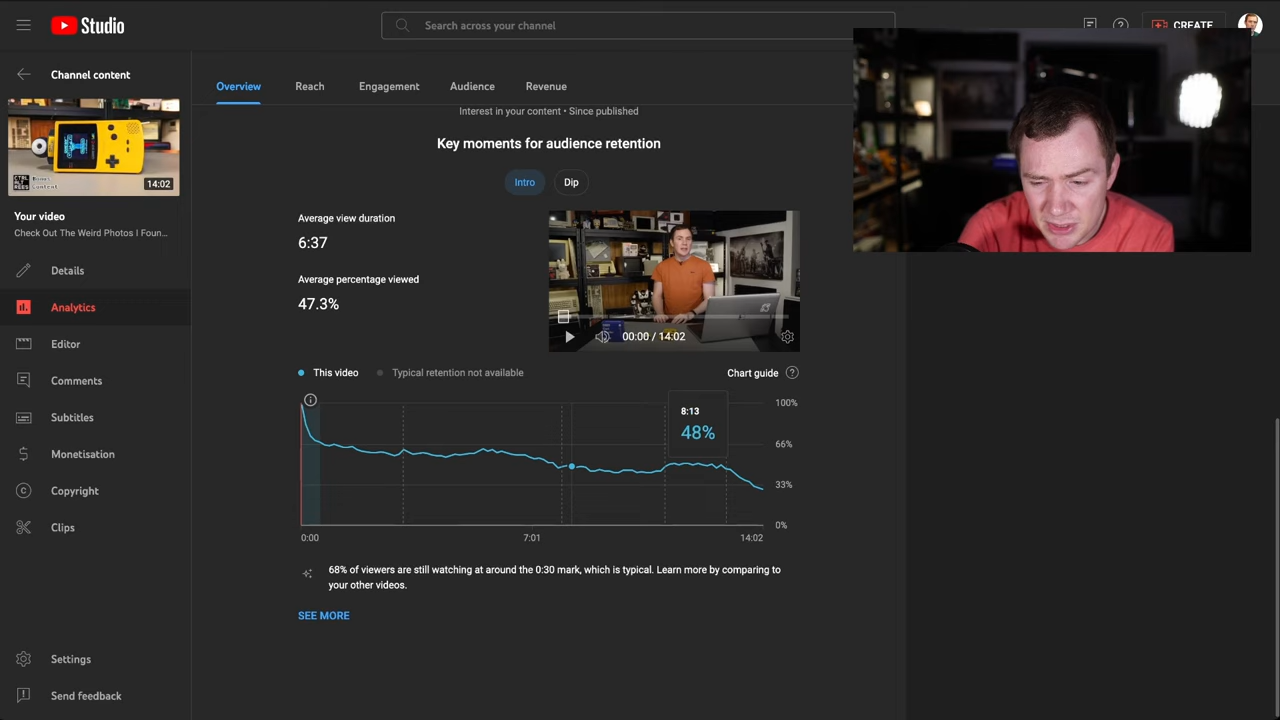 Studio
Search across your channel
CREATE
Channel content
14:02
Your video
Check Out The Weird Photos I Foun...
Details
Analytics
Editor
Comments
Subtitles
Monetisation
Copyright
Clips
Settings
Send feedback
Overview
Reach
Engagement
Audience
Revenue
Interest in your content • Since published
Key moments for audience retention
Intro
Dip
Average view duration
6:37
Average percentage viewed
47.3%
00:00 / 14:02
This video
Typical retention not available
Chart guide
8:13
48%
100%
66%
33%
0%
0:00
7:01
14:02
68% of viewers are still watching at around the 0:30 mark, which is typical. Learn more by comparing to
your other videos.
SEE MORE